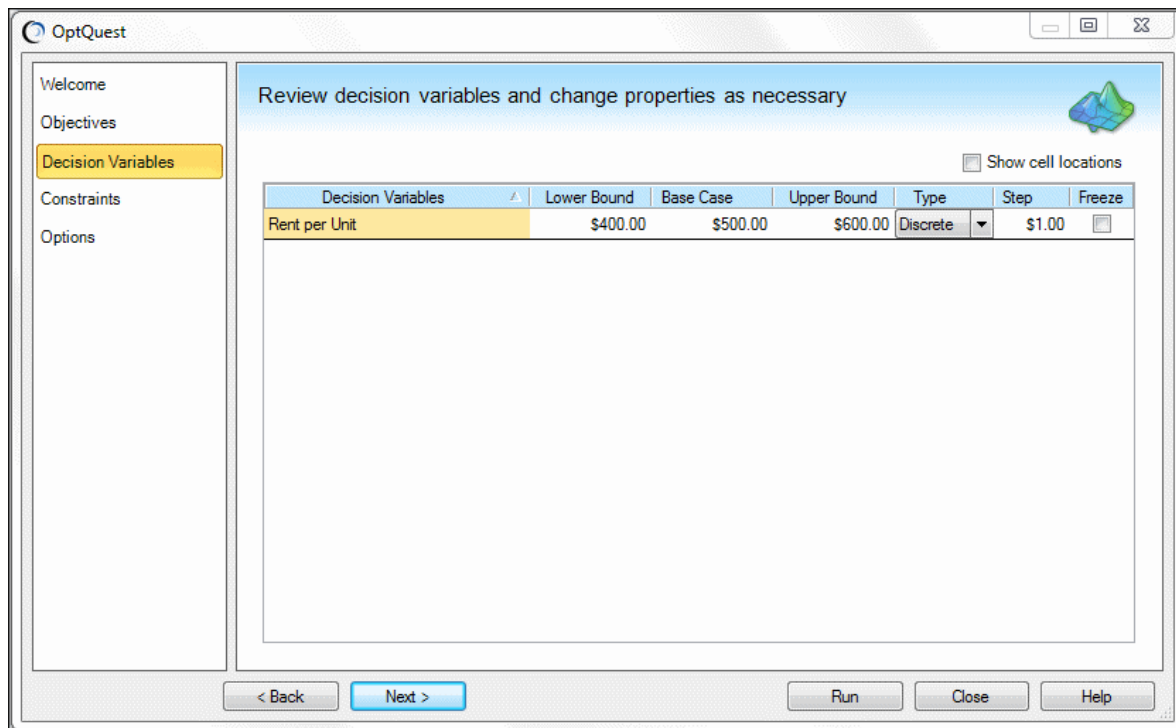 OptQuest
Welcome
Objectives
Decision Variables
Constraints
Options
Review decision variables and change properties as necessary
Show cell locations
Decision Variables Lower Bound Base Case Upper Bound Type Step Freeze
Rent per Unit $400.00 $500.00 $600.00 Discrete $1.00
< Back Next > Run Close Help